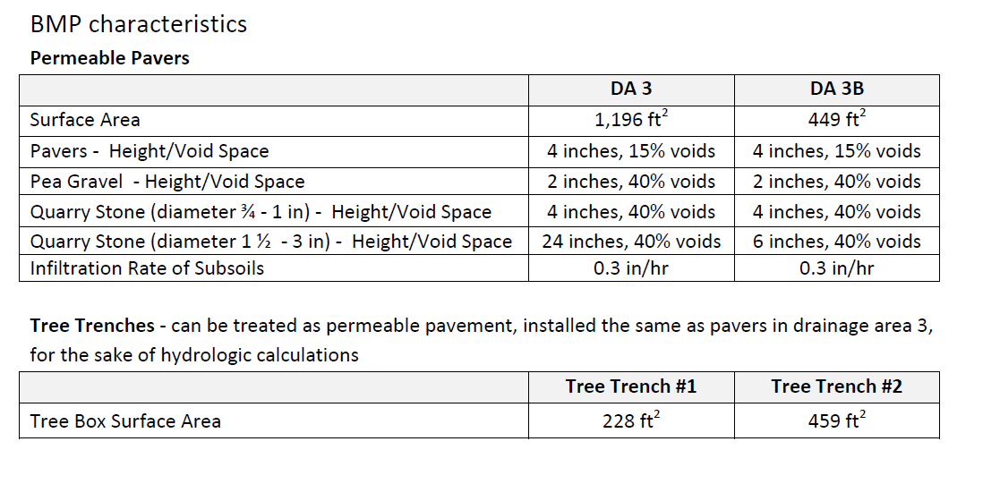 BMP characteristics
Permeable Pavers
DA 3 DA 3B
Surface Area 1,196 ft² 449 ft²
Pavers - Height/Void Space 4 inches, 15% voids 4 inches, 15% voids
Pea Gravel - Height/Void Space 2 inches, 40% voids 2 inches, 40% voids
Quarry Stone (diameter ¾ - 1 in) - Height/Void Space 4 inches, 40% voids 4 inches, 40% voids
Quarry Stone (diameter 1 ½ - 3 in) - Height/Void Space 24 inches, 40% voids 6 inches, 40% voids
Infiltration Rate of Subsoils 0.3 in/hr 0.3 in/hr
Tree Trenches - can be treated as permeable pavement, installed the same as pavers in drainage area 3,
for the sake of hydrologic calculations
Tree Trench #1 Tree Trench #2
Tree Box Surface Area 228 ft² 459 ft²